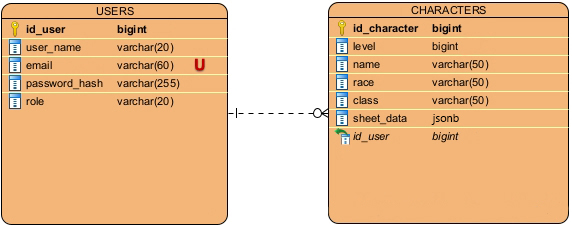 USERS
id_user bigint
user_name varchar(20)
email varchar(60) U
password_hash varchar(255)
role varchar(20)
CHARACTERS
id_character bigint
level bigint
name varchar(50)
race varchar(50)
class varchar(50)
sheet_data jsonb
id_user bigint